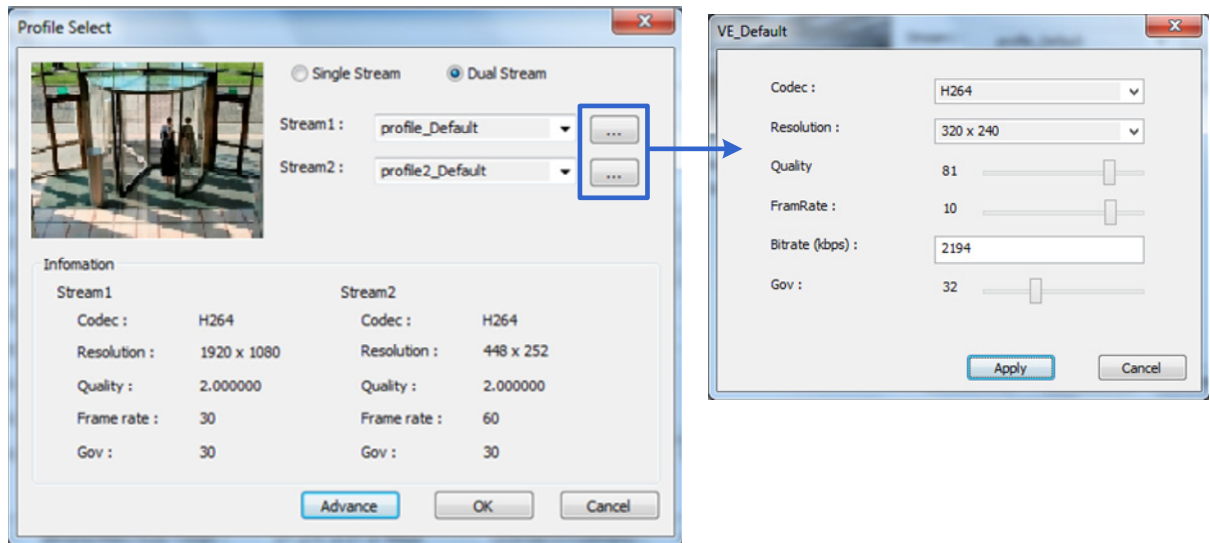 Profile Select
Single Stream Dual Stream
Stream1 : profile_Default ...
Stream2 : profile2_Default ...
Infomation
Stream1 Stream2
Codec : H264 Codec : H264
Resolution : 1920 x 1080 Resolution : 448 x 252
Quality : 2.000000 Quality : 2.000000
Frame rate : 30 Frame rate : 60
Gov : 30 Gov : 30
Advance OK Cancel
VE_Default
Codec : H264
Resolution : 320 x 240
Quality 81
FramRate : 10
Bitrate (kbps) : 2194
Gov : 32
Apply Cancel